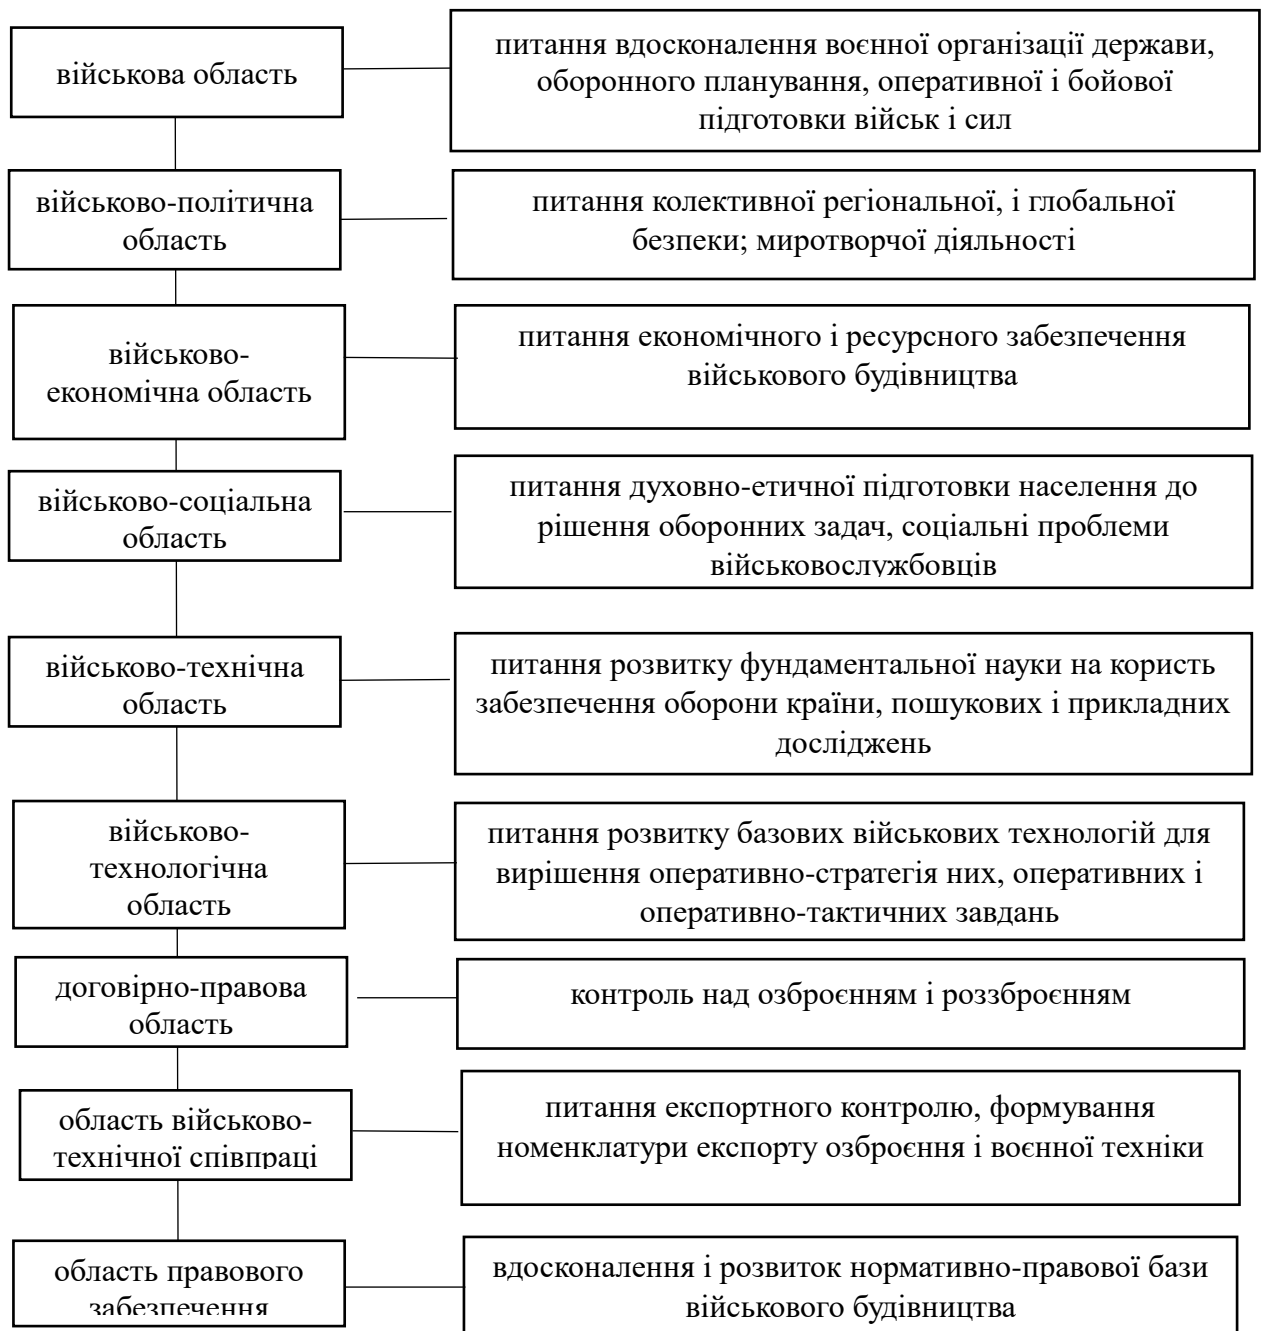 військова область
питання вдосконалення воєнної організації держави,
оборонного планування, оперативної і бойової
підготовки військ і сил
військово-політична
область
питання колективної регіональної, і глобальної
безпеки; миротворчої діяльності
військово-
економічна область
питання економічного і ресурсного забезпечення
військового будівництва
військово-соціальна
область
питання духовно-етичної підготовки населення до
рішення оборонних задач, соціальні проблеми
військовослужбовців
військово-технічна
область
питання розвитку фундаментальної науки на користь
забезпечення оборони країни, пошукових і прикладних
досліджень
військово-
технологічна
область
питання розвитку базових військових технологій для
вирішення оперативно-стратегія них, оперативних і
оперативно-тактичних завдань
договірно-правова
область
контроль над озброєнням і роззброєнням
область військово-
технічної співпраці
питання експортного контролю, формування
номенклатури експорту озброєння і воєнної техніки
область правового
забезпечення
вдосконалення і розвиток нормативно-правової бази
військового будівництва